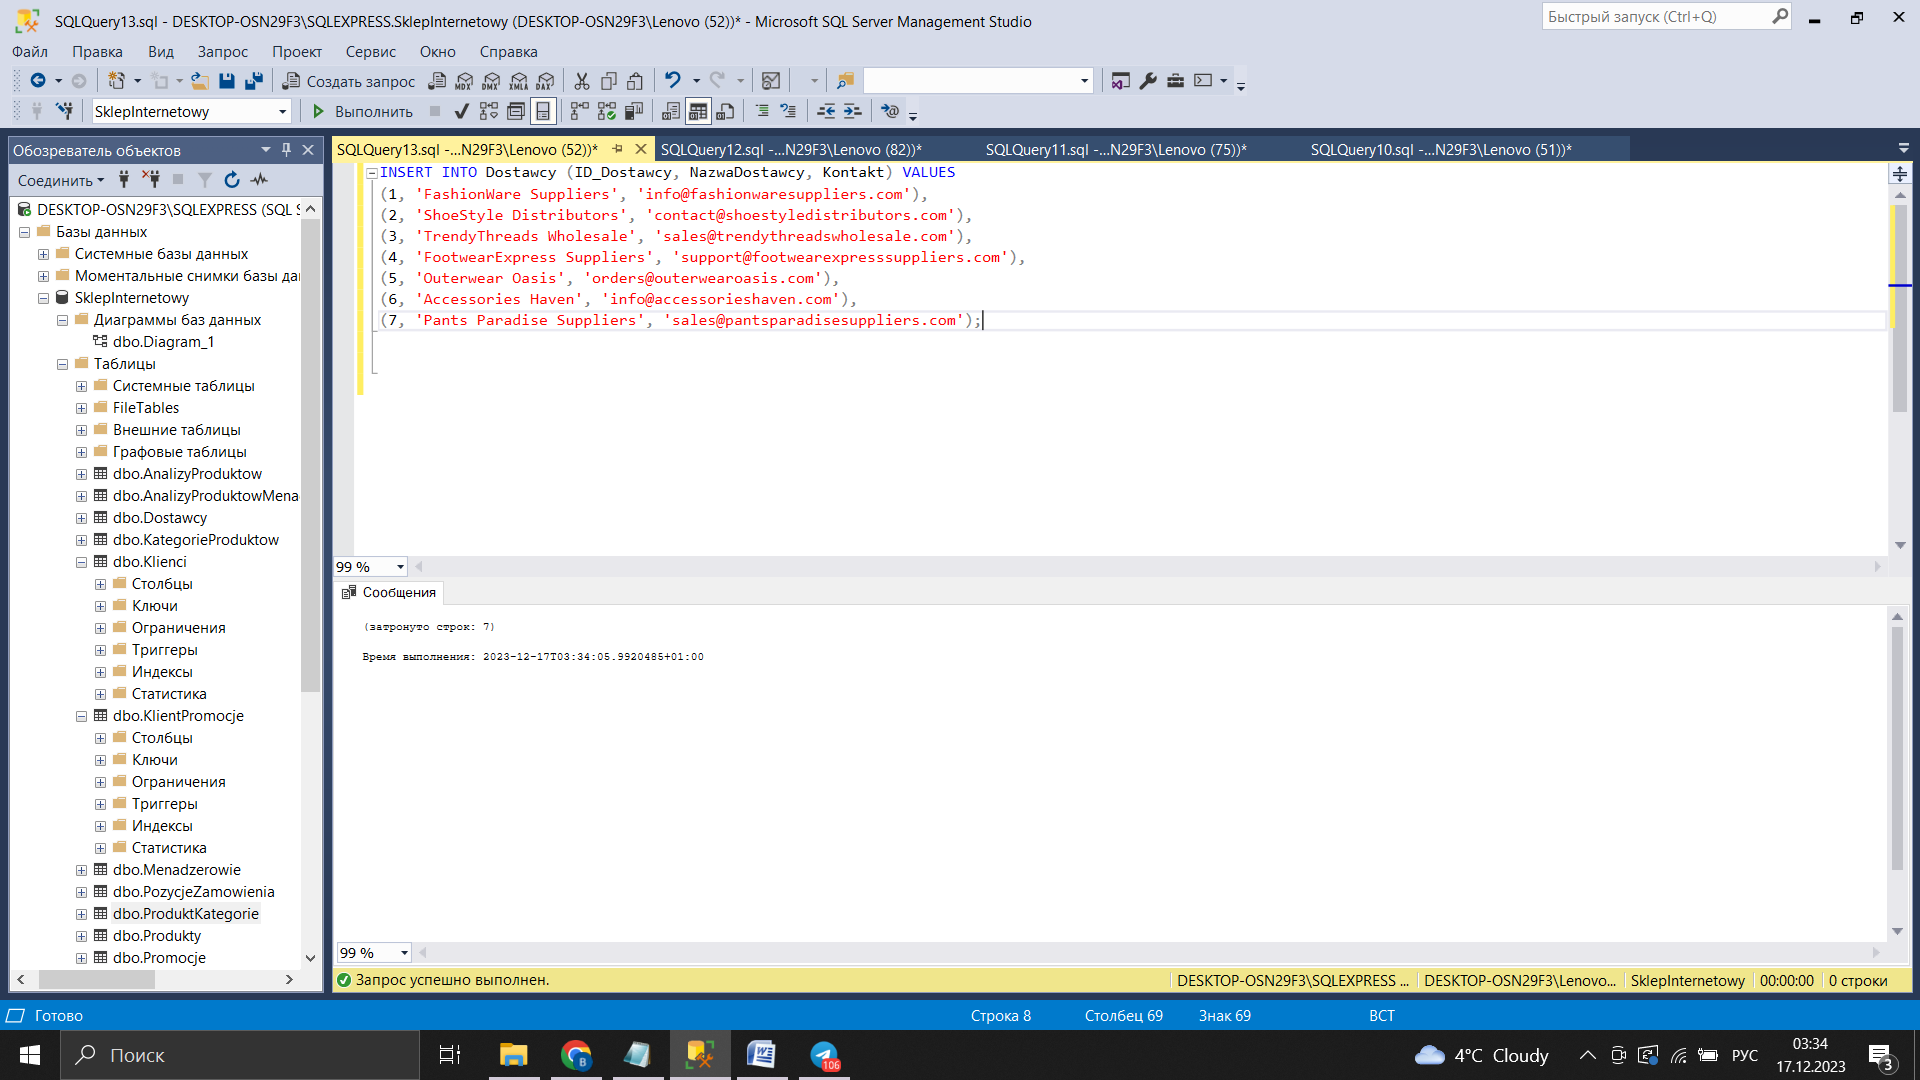 SQLQuery13.sql - DESKTOP-OSN29F3\SQLEXPRESS.SklepInternetowy (DESKTOP-OSN29F3\Lenovo (52))* - Microsoft SQL Server Management Studio
Быстрый запуск (Ctrl+Q)
Файл Правка Вид Запрос Проект Сервис Окно Справка
Создать запрос MDX DMX XMLA DAX
SklepInternetowy Выполнить
Обозреватель объектов
SQLQuery13.sql -...N29F3\Lenovo (52))* SQLQuery12.sql -...N29F3\Lenovo (82))* SQLQuery11.sql -...N29F3\Lenovo (75))* SQLQuery10.sql -...N29F3\Lenovo (51))*
Соединить
DESKTOP-OSN29F3\SQLEXPRESS (SQL S
Базы данных
Системные базы данных
Моментальные снимки базы да
SklepInternetowy
Диаграммы баз данных
dbo.Diagram_1
Таблицы
Системные таблицы
FileTables
Внешние таблицы
Графовые таблицы
dbo.AnalizyProduktow
dbo.AnalizyProduktowMena
dbo.Dostawcy
dbo.KategorieProduktow
dbo.Klienci
Столбцы
Ключи
Ограничения
Триггеры
Индексы
Статистика
dbo.KlientPromocje
Столбцы
Ключи
Ограничения
Триггеры
Индексы
Статистика
dbo.Menadzerowie
dbo.PozycjeZamowienia
dbo.ProduktKategorie
dbo.Produkty
dbo.Promocje
INSERT INTO Dostawcy (ID_Dostawcy, NazwaDostawcy, Kontakt) VALUES
(1, 'FashionWare Suppliers', 'info@fashionwaresuppliers.com'),
(2, 'ShoeStyle Distributors', 'contact@shoestyledistributors.com'),
(3, 'TrendyThreads Wholesale', 'sales@trendythreadswholesale.com'),
(4, 'FootwearExpress Suppliers', 'support@footwearexpresssuppliers.com'),
(5, 'Outerwear Oasis', 'orders@outerwearoasis.com'),
(6, 'Accessories Haven', 'info@accessorieshaven.com'),
(7, 'Pants Paradise Suppliers', 'sales@pantsparadisesuppliers.com');
99 %
Сообщения
(затронуто строк: 7)
Время выполнения: 2023-12-17T03:34:05.9920485+01:00
99 %
Запрос успешно выполнен. DESKTOP-OSN29F3\SQLEXPRESS ... DESKTOP-OSN29F3\Lenovo... SklepInternetowy 00:00:00 0 строки
Готово Строка 8 Столбец 69 Знак 69 ВСТ
Поиск 106 4°C Cloudy РУС 03:34
17.12.2023 3